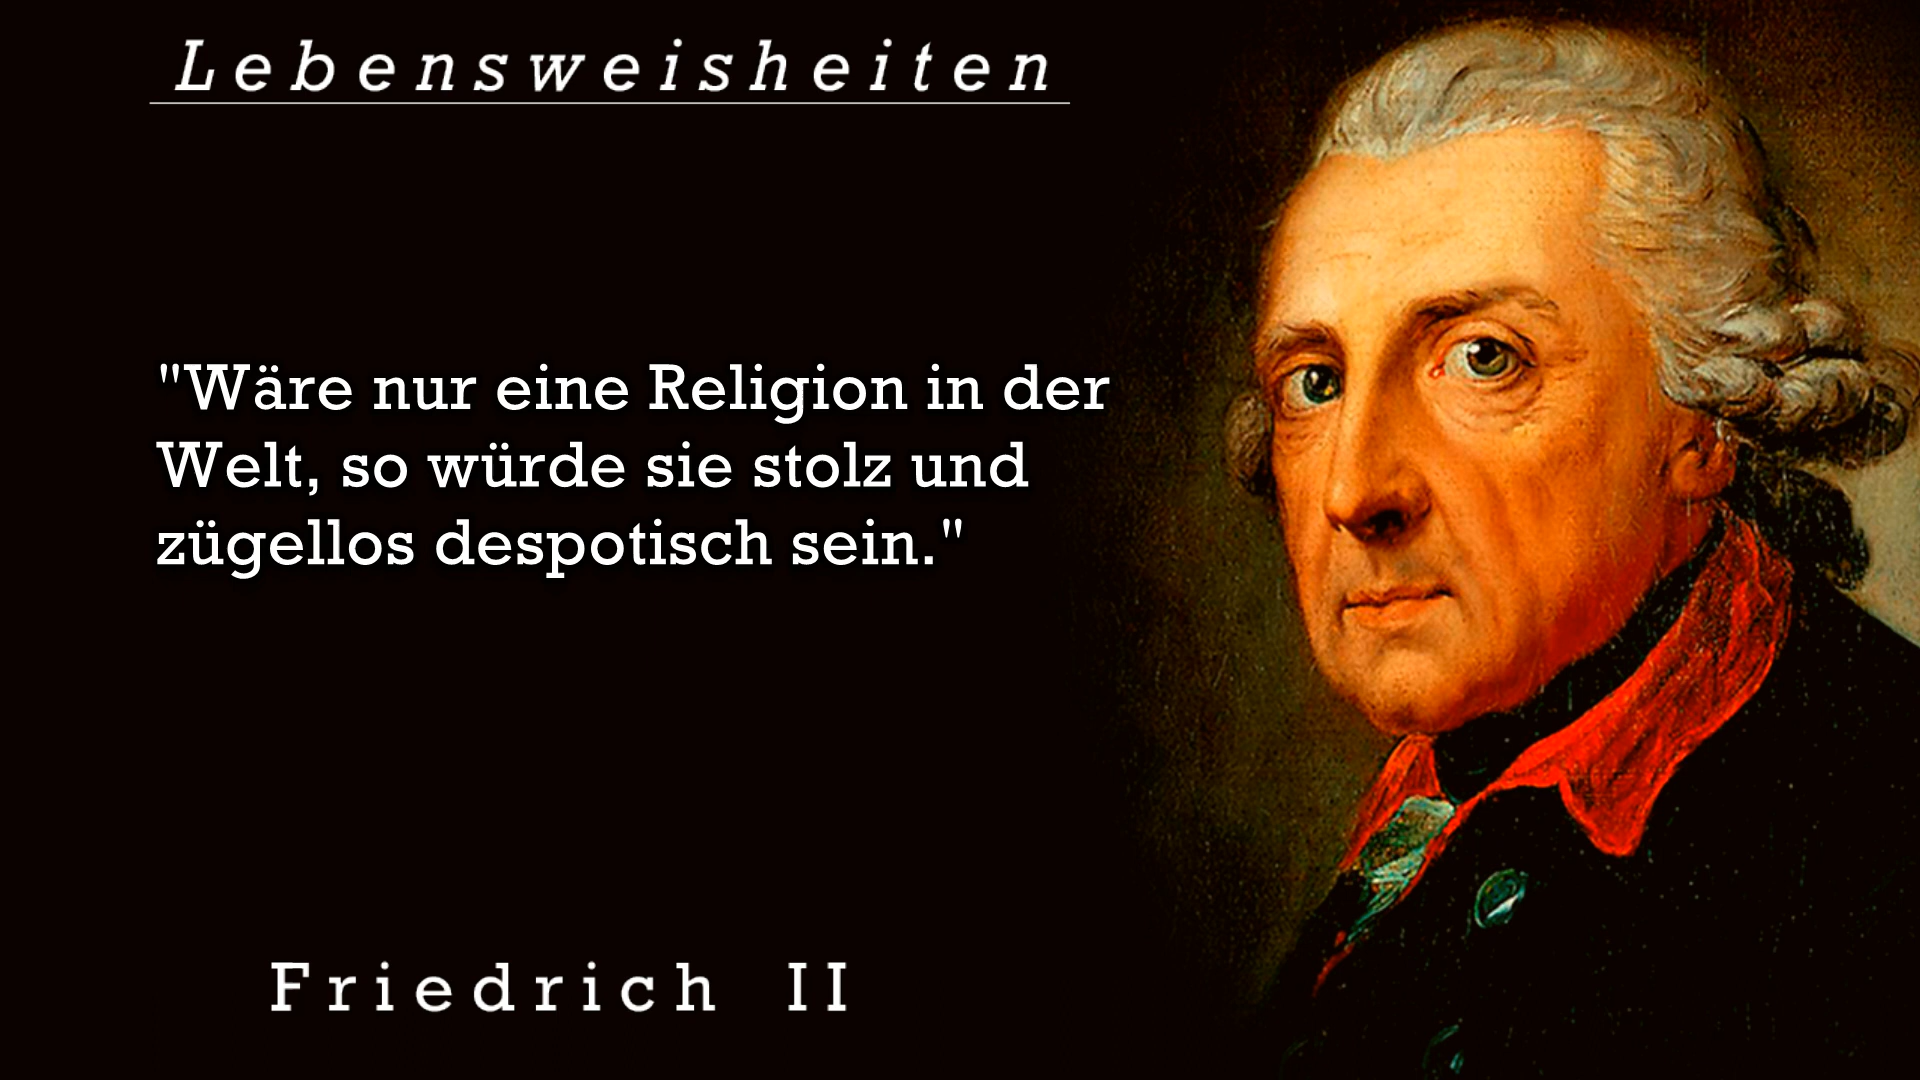 Lebensweisheiten
"Wäre nur eine Religion in der
Welt, so würde sie stolz und
zügellos despotisch sein."
Friedrich II